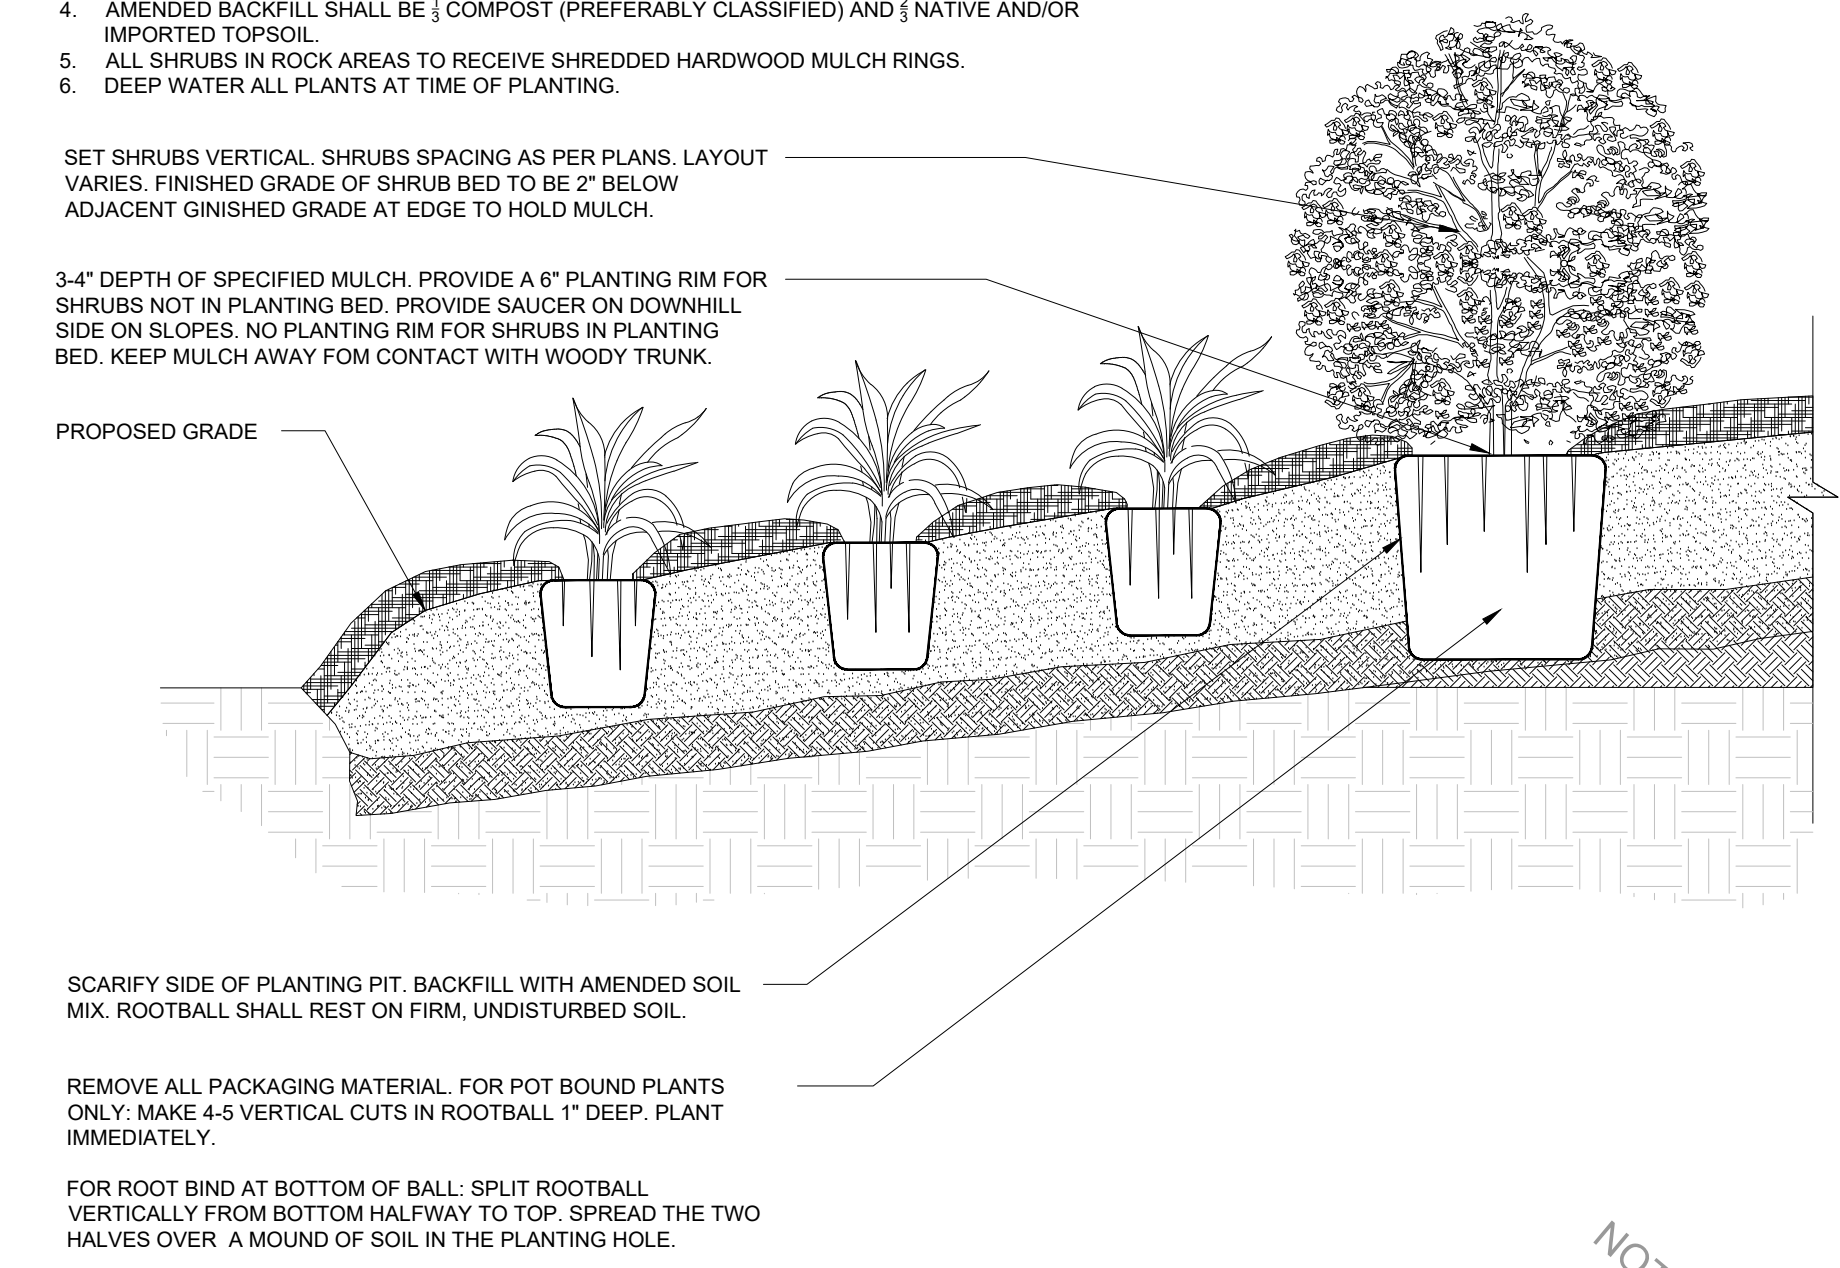 4. AMENDED BACKFILL SHALL BE 1/3 COMPOST (PREFERABLY CLASSIFIED) AND 2/3 NATIVE AND/OR
IMPORTED TOPSOIL.
5. ALL SHRUBS IN ROCK AREAS TO RECEIVE SHREDDED HARDWOOD MULCH RINGS.
6. DEEP WATER ALL PLANTS AT TIME OF PLANTING.
SET SHRUBS VERTICAL. SHRUBS SPACING AS PER PLANS. LAYOUT
VARIES. FINISHED GRADE OF SHRUB BED TO BE 2" BELOW
ADJACENT GINISHED GRADE AT EDGE TO HOLD MULCH.
3-4" DEPTH OF SPECIFIED MULCH. PROVIDE A 6" PLANTING RIM FOR
SHRUBS NOT IN PLANTING BED. PROVIDE SAUCER ON DOWNHILL
SIDE ON SLOPES. NO PLANTING RIM FOR SHRUBS IN PLANTING
BED. KEEP MULCH AWAY FOM CONTACT WITH WOODY TRUNK.
PROPOSED GRADE
SCARIFY SIDE OF PLANTING PIT. BACKFILL WITH AMENDED SOIL
MIX. ROOTBALL SHALL REST ON FIRM, UNDISTURBED SOIL.
REMOVE ALL PACKAGING MATERIAL. FOR POT BOUND PLANTS
ONLY: MAKE 4-5 VERTICAL CUTS IN ROOTBALL 1" DEEP. PLANT
IMMEDIATELY.
FOR ROOT BIND AT BOTTOM OF BALL: SPLIT ROOTBALL
VERTICALLY FROM BOTTOM HALFWAY TO TOP. SPREAD THE TWO
HALVES OVER A MOUND OF SOIL IN THE PLANTING HOLE.